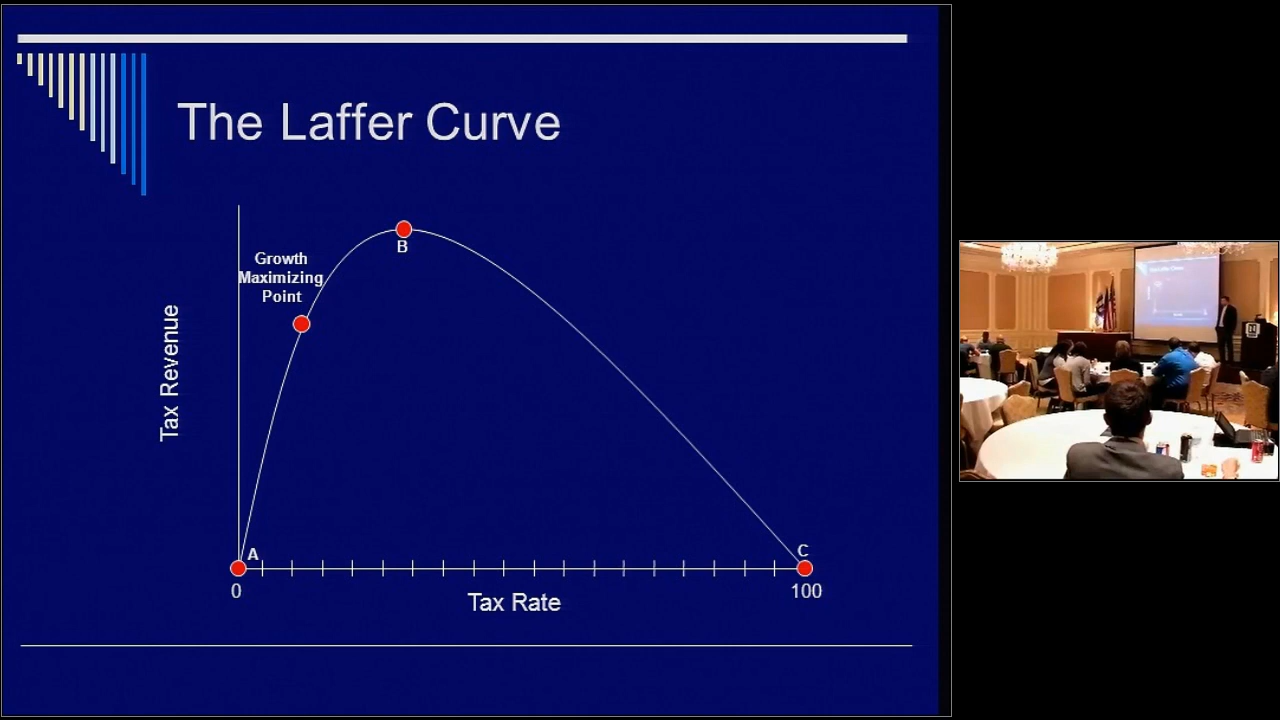 The Laffer Curve
Growth
Maximizing
Point
B
Tax Revenue
A
C
0
100
Tax Rate